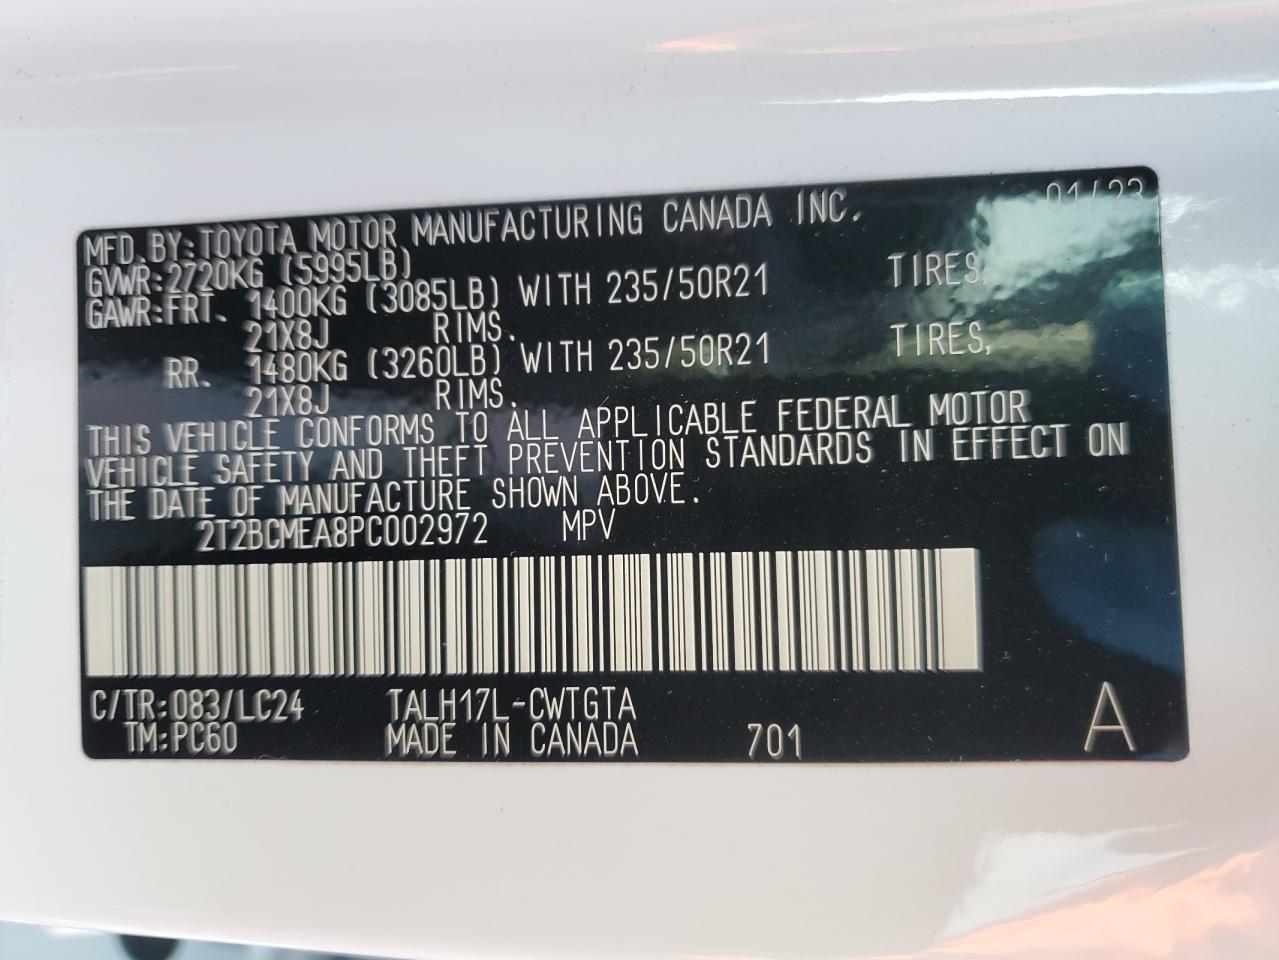 01/23
MFD.BY:TOYOTA MOTOR MANUFACTURING CANADA INC.
GVWR:2720KG (5995LB)
GAWR:FRT. 1400KG (3085LB) WITH 235/50R21 TIRES,
21X8J RIMS.
RR. 1480KG (3260LB) WITH 235/50R21 TIRES,
21X8J RIMS.
THIS VEHICLE CONFORMS TO ALL APPLICABLE FEDERAL MOTOR
VEHICLE SAFETY AND THEFT PREVENTION STANDARDS IN EFFECT ON
THE DATE OF MANUFACTURE SHOWN ABOVE.
2T2BCMEA8PC002972 MPV
C/TR:083/LC24 TALH17L-CWTGTA
TM:PC60 MADE IN CANADA 701 A